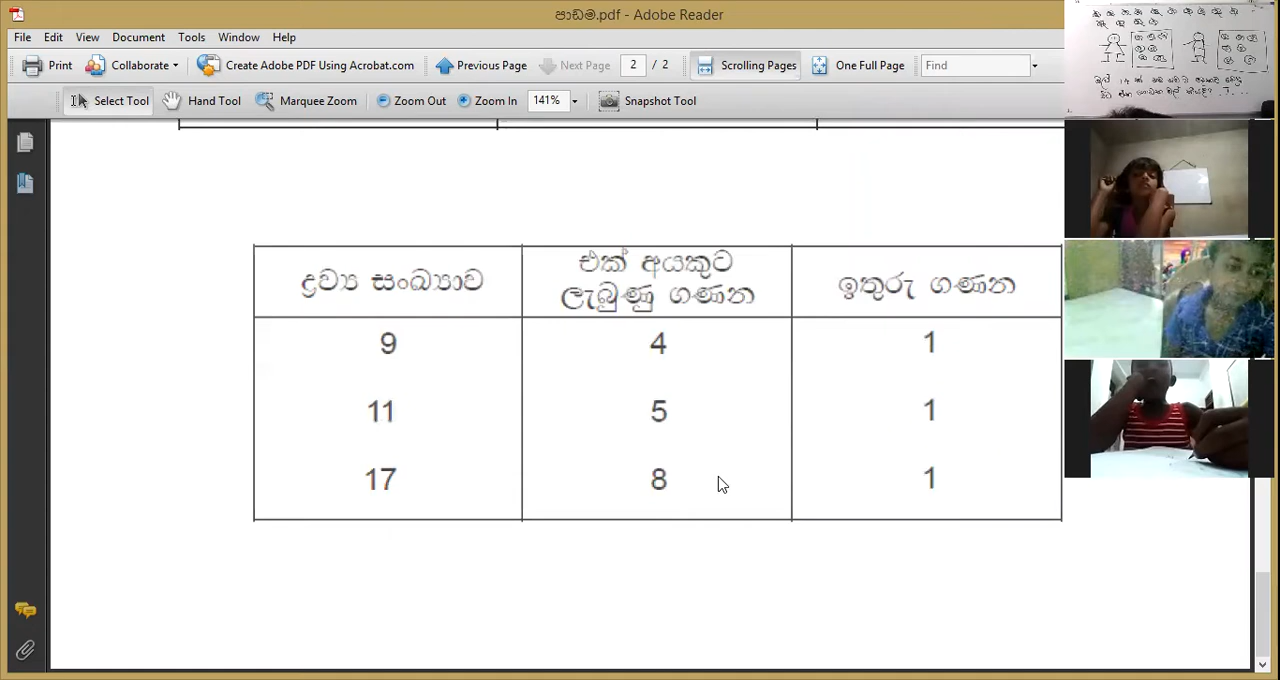 පාඩම.pdf - Adobe Reader
File Edit View Document Tools Window Help
Print Collaborate Create Adobe PDF Using Acrobat.com Previous Page Next Page 2 / 2 Scrolling Pages One Full Page Find
Select Tool Hand Tool Marquee Zoom Zoom Out Zoom In 141% Snapshot Tool
ද්‍රව්‍ය සංඛ්‍යාව
එක් අයකුට
ලැබුණු ගණන
ඉතුරු ගණන
9 4 1
11 5 1
17 8 1